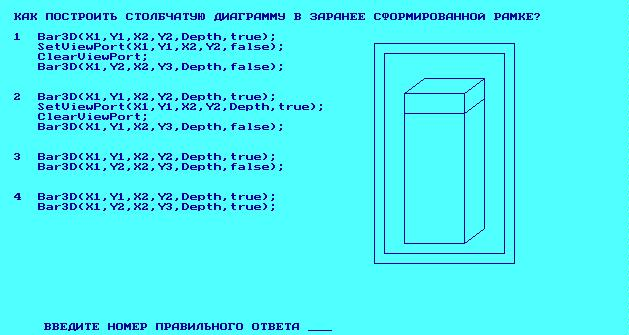 КАК ПОСТРОИТЬ СТОЛБЧАТУЮ ДИАГРАММУ В ЗАРАНЕЕ СФОРМИРОВАННОЙ РАМКЕ?
1 Bar3D(X1,Y1,X2,Y2,Depth,true);
SetViewPort(X1,Y1,X2,Y2,false);
ClearViewPort;
Bar3D(X1,Y2,X2,Y3,Depth,false);
2 Bar3D(X1,Y1,X2,Y2,Depth,true);
SetViewPort(X1,Y1,X2,Y2,Depth,true);
ClearViewPort;
Bar3D(X1,Y2,X2,Y3,Depth,false);
3 Bar3D(X1,Y1,X2,Y2,Depth,true);
Bar3D(X1,Y2,X2,Y3,Depth,false);
4 Bar3D(X1,Y1,X2,Y2,Depth,true);
Bar3D(X1,Y2,X2,Y3,Depth,true);
ВВЕДИТЕ НОМЕР ПРАВИЛЬНОГО ОТВЕТА ___